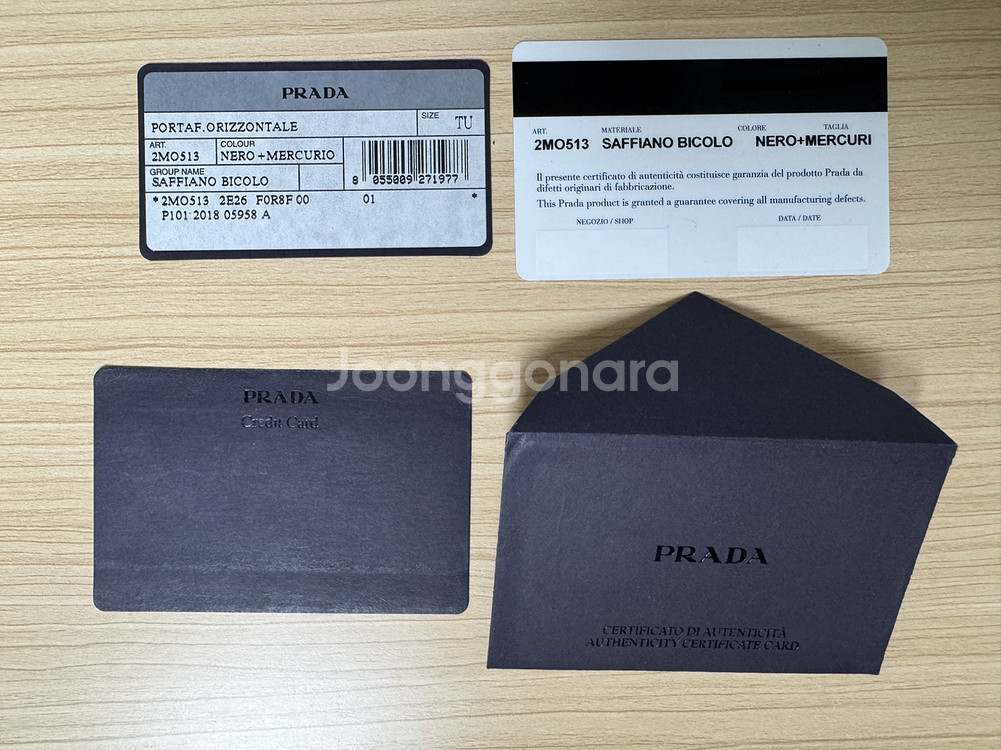 PRADA
PORTAF.ORIZZONTALE
SIZE
TU
ART.
2MO513
COLOUR
NERO+MERCURIO
GROUP NAME
SAFFIANO BICOLO
8 055009 271977
*2MO513 2E26 F0R8F 00 01 *
P101 2018 05958 A
ART. MATERIALE COLORE TAGLIA
2MO513 SAFFIANO BICOLO NERO+MERCURI
Il presente certificato di autenticità costituisce garanzia del prodotto Prada da
difetti originari di fabbricazione.
This Prada product is granted a guarantee covering all manufacturing defects.
NEGOZIO / SHOP DATA / DATE
Joonggonara
PRADA
Credit Card
PRADA
CERTIFICATO DI AUTENTICITÀ
AUTHENTICITY CERTIFICATE CARD